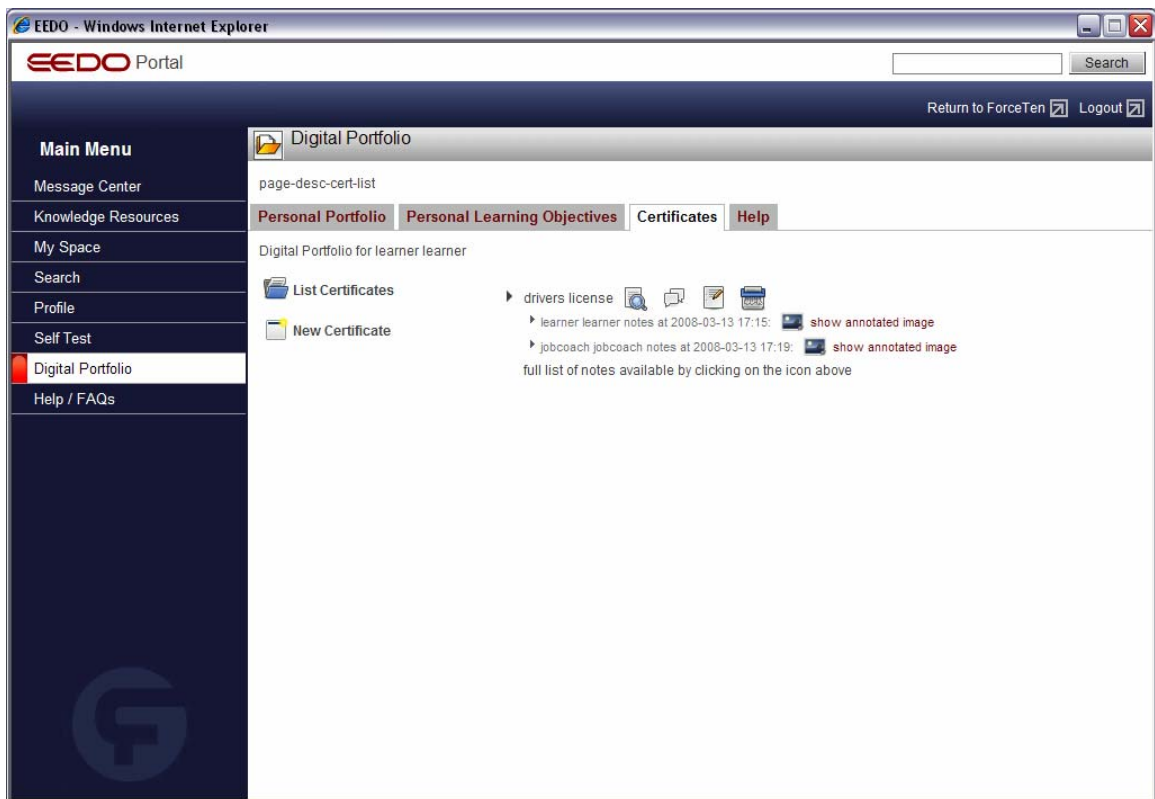 EEDO - Windows Internet Explorer
EEDO Portal
Search
Return to ForceTen Logout
Main Menu
Message Center
Knowledge Resources
My Space
Search
Profile
Self Test
Digital Portfolio
Help / FAQs
Digital Portfolio
page-desc-cert-list
Personal Portfolio Personal Learning Objectives Certificates Help
Digital Portfolio for learner learner
List Certificates
New Certificate
drivers license
learner learner notes at 2008-03-13 17:15: show annotated image
jobcoach jobcoach notes at 2008-03-13 17:19: show annotated image
full list of notes available by clicking on the icon above